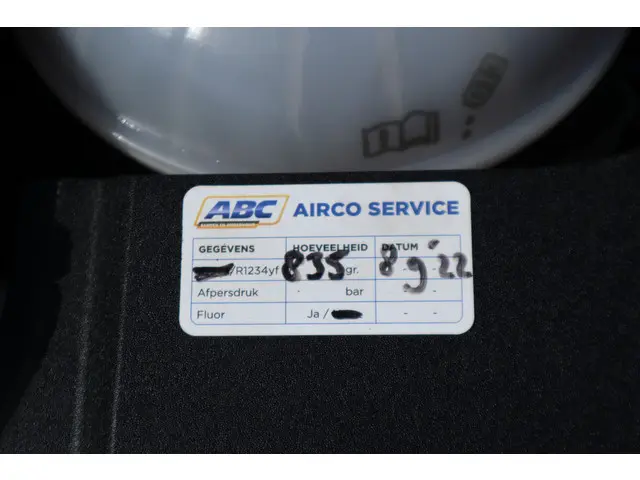 ABC AIRCO SERVICE
GEGEVENS HOEVEELHEID DATUM
/R1234yf 835 gr. 8 9 '22
Afpersdruk - bar - -
Fluor Ja / - -